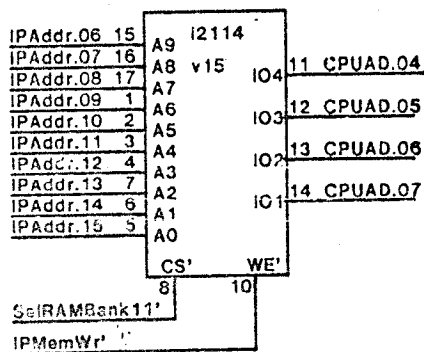 IPAddr.06 15 A9 i2114
IPAddr.07 16 A8 v15
IPAddr.08 17 A7 IO4 11 CPUAD.04
IPAddr.09 1 A6
IPAddr.10 2 A5 IO3 12 CPUAD.05
IPAddr.11 3 A4
IPAddr.12 4 A3 IO2 13 CPUAD.06
IPAddr.13 7 A2
IPAddr.14 6 A1 IO1 14 CPUAD.07
IPAddr.15 5 A0
CS' WE'
8 10
SelRAMBank11'
IPMemWr'